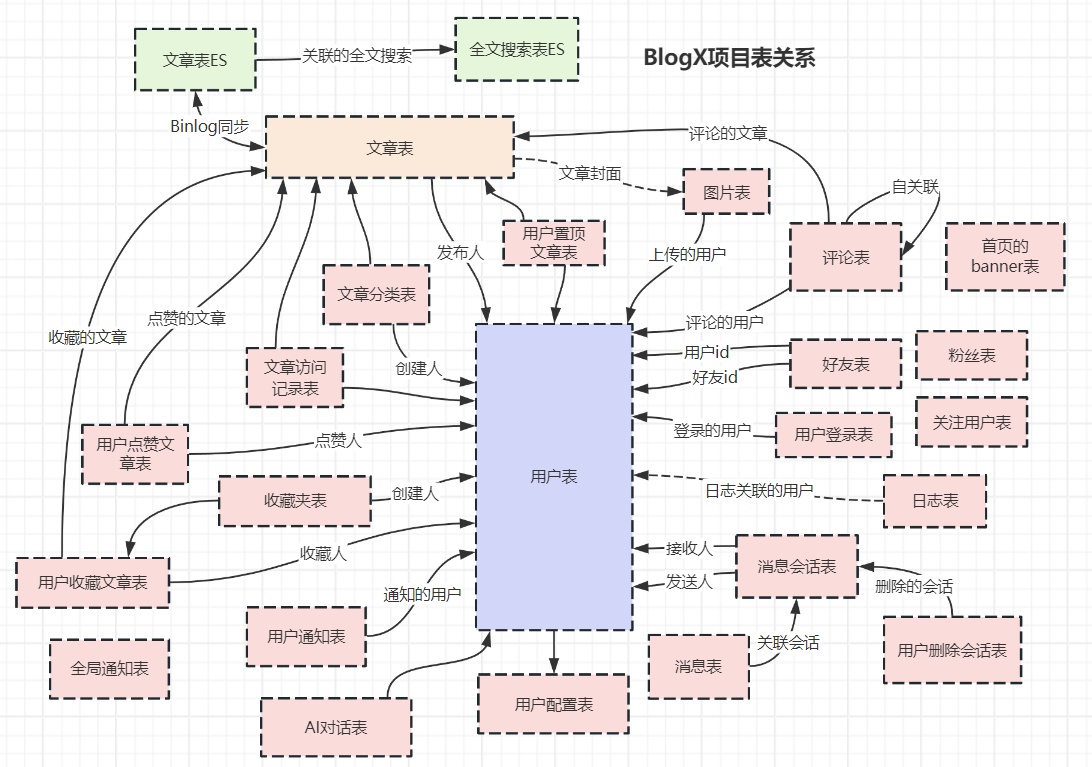 BlogX项目表关系
文章表ES
关联的全文搜索
全文搜索表ES
Binlog同步
文章表
评论的文章
文章封面
图片表
自关联
用户置顶
文章表
发布人
上传的用户
评论表
首页的
banner表
文章分类表
收藏的文章
点赞的文章
评论的用户
文章访问
记录表
创建人
用户id
好友id
好友表
粉丝表
关注用户表
用户点赞文
章表
点赞人
登录的用户
用户登录表
用户表
收藏夹表
创建人
日志关联的用户
日志表
用户收藏文章表
收藏人
接收人
发送人
消息会话表
删除的会话
通知的用户
用户通知表
关联会话
用户删除会话表
全局通知表
消息表
AI对话表
用户配置表